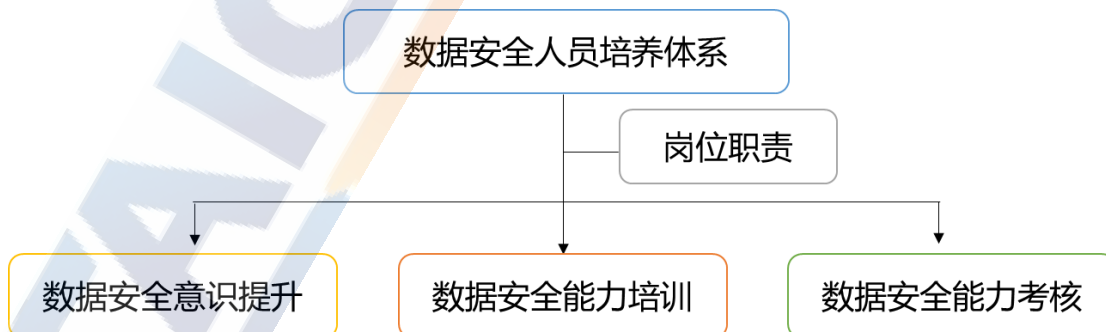 数据安全人员培养体系
岗位职责
数据安全意识提升
数据安全能力培训
数据安全能力考核